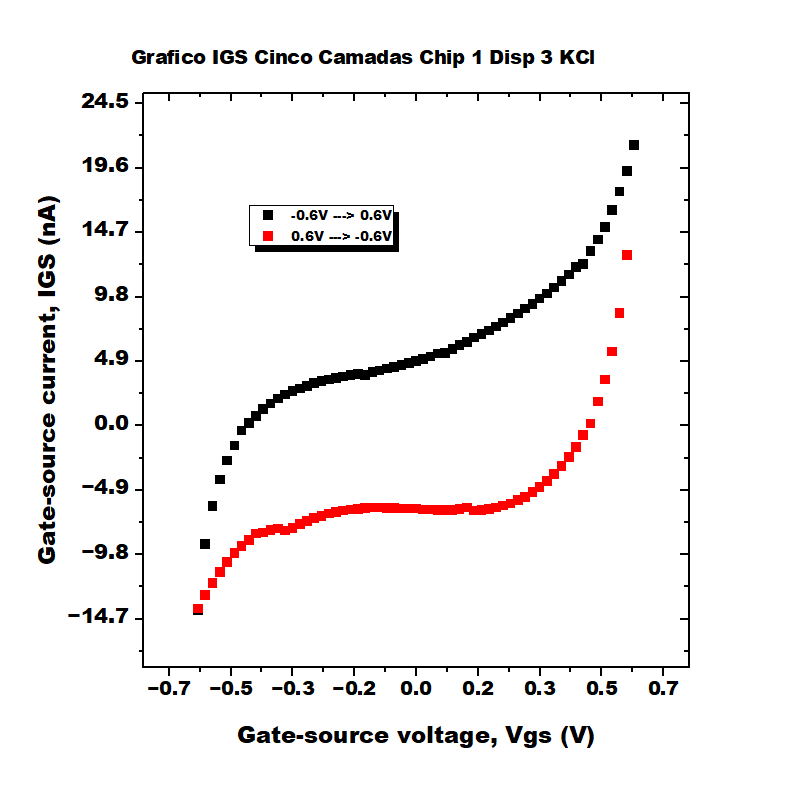 Grafico IGS Cinco Camadas Chip 1 Disp 3 KCl
24.5
19.6
14.7
9.8
4.9
0.0
−4.9
−9.8
−14.7
Gate-source current, IGS (nA)
-0.6V ---> 0.6V
0.6V ---> -0.6V
−0.7 −0.5 −0.3 −0.2 0.0 0.2 0.3 0.5 0.7
Gate-source voltage, Vgs (V)